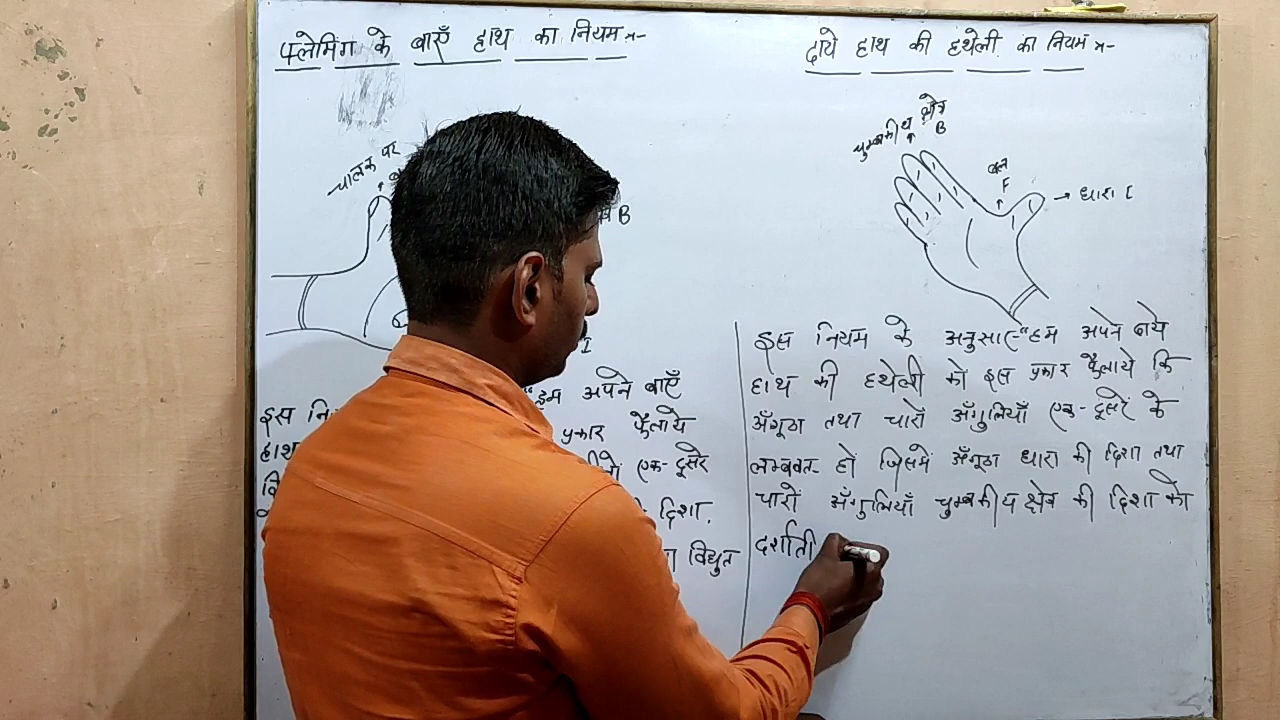 फ्लेमिंग के बाएँ हाथ का नियम :-
चालक पर
B
I
"हम अपने बाएँ
इस
हाथ
प्रकार फैलाये
एक-दूसरे
दिशा.
विद्युत
दाये हाथ की हथेली का नियम :-
चुम्बकीय क्षेत्र
B
बल
F
→ धारा I
इस नियम के अनुसार-"हम अपने दाये
हाथ की हथेली को इस प्रकार फैलाये कि
अँगूठा तथा चारों अँगुलियाँ एक-दूसरे के
लम्बवत- हों जिसमें अँगूठा धारा की दिशा तथा
चारों अँगुलियाँ चुम्बकीय क्षेत्र की दिशा को
दर्शाती